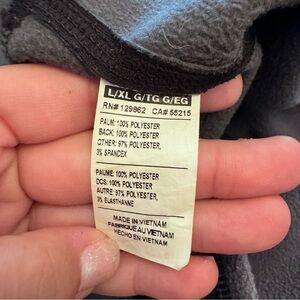 L/XL G/TG G/EG
RN# 129862 CA# 55215
PALM: 100% POLYESTER
BACK: 100% POLYESTER
OTHER: 97% POLYESTER,
3% SPANDEX
PAUME: 100% POLYESTER
DOS: 100% POLYESTER
AUTRE: 97% POLYESTER,
3% ELASTHANNE
MADE IN VIETNAM
FABRIQUE AU VIETNAM
HECHO EN VIETNAM